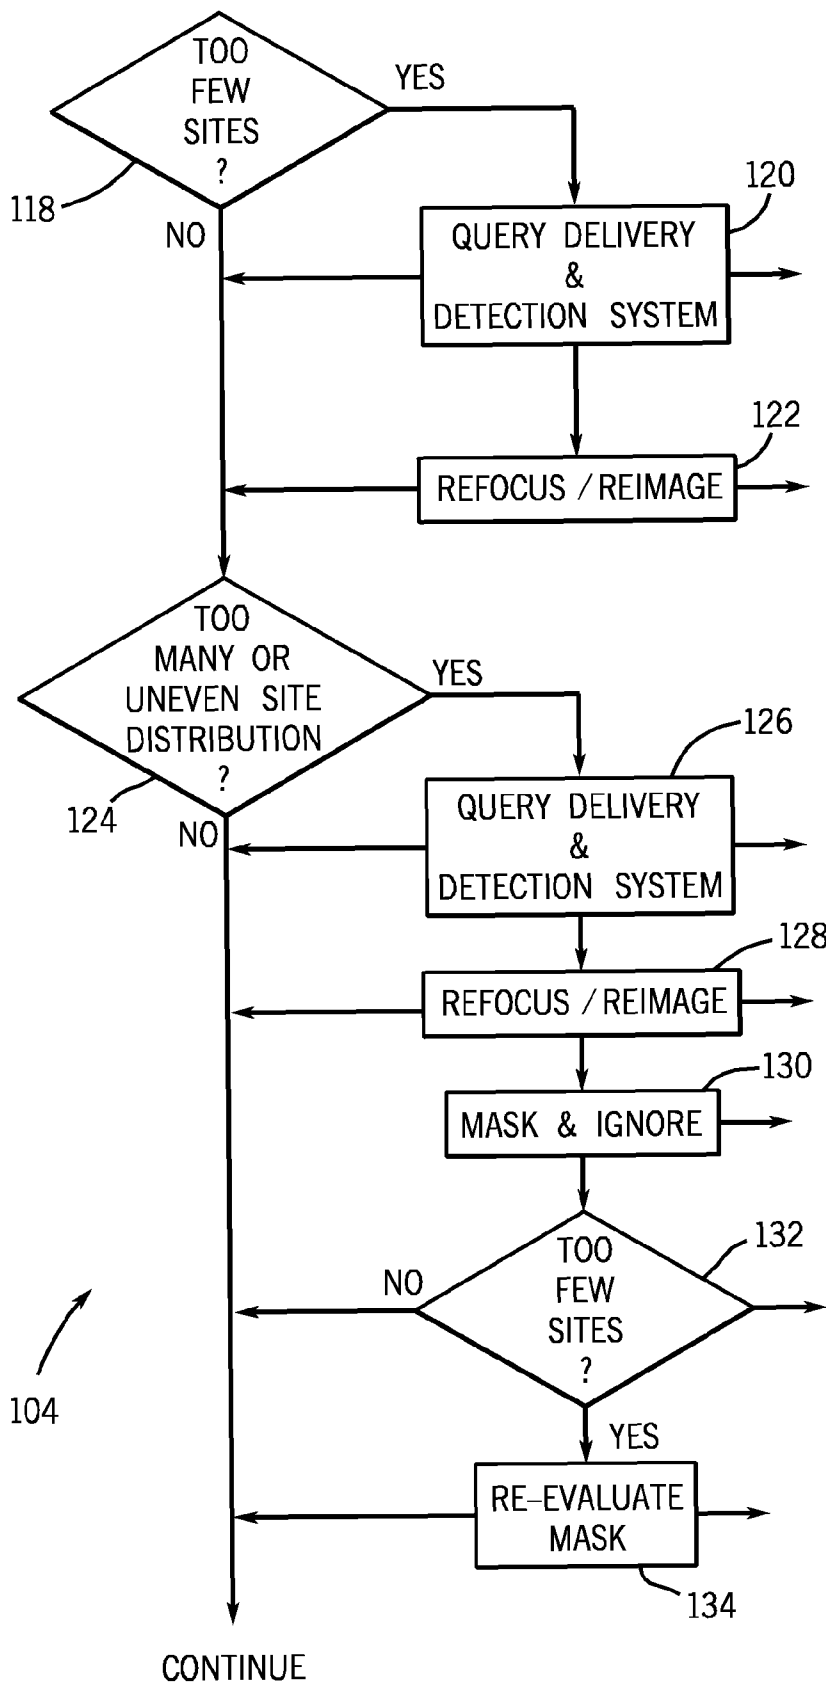 TOO
FEW
SITES
?
YES
118
NO
120
QUERY DELIVERY
&
DETECTION SYSTEM
122
REFOCUS / REIMAGE
TOO
MANY OR
UNEVEN SITE
DISTRIBUTION
?
YES
124
NO
126
QUERY DELIVERY
&
DETECTION SYSTEM
128
REFOCUS / REIMAGE
130
MASK & IGNORE
132
TOO
FEW
SITES
?
NO
YES
104
RE-EVALUATE
MASK
134
CONTINUE